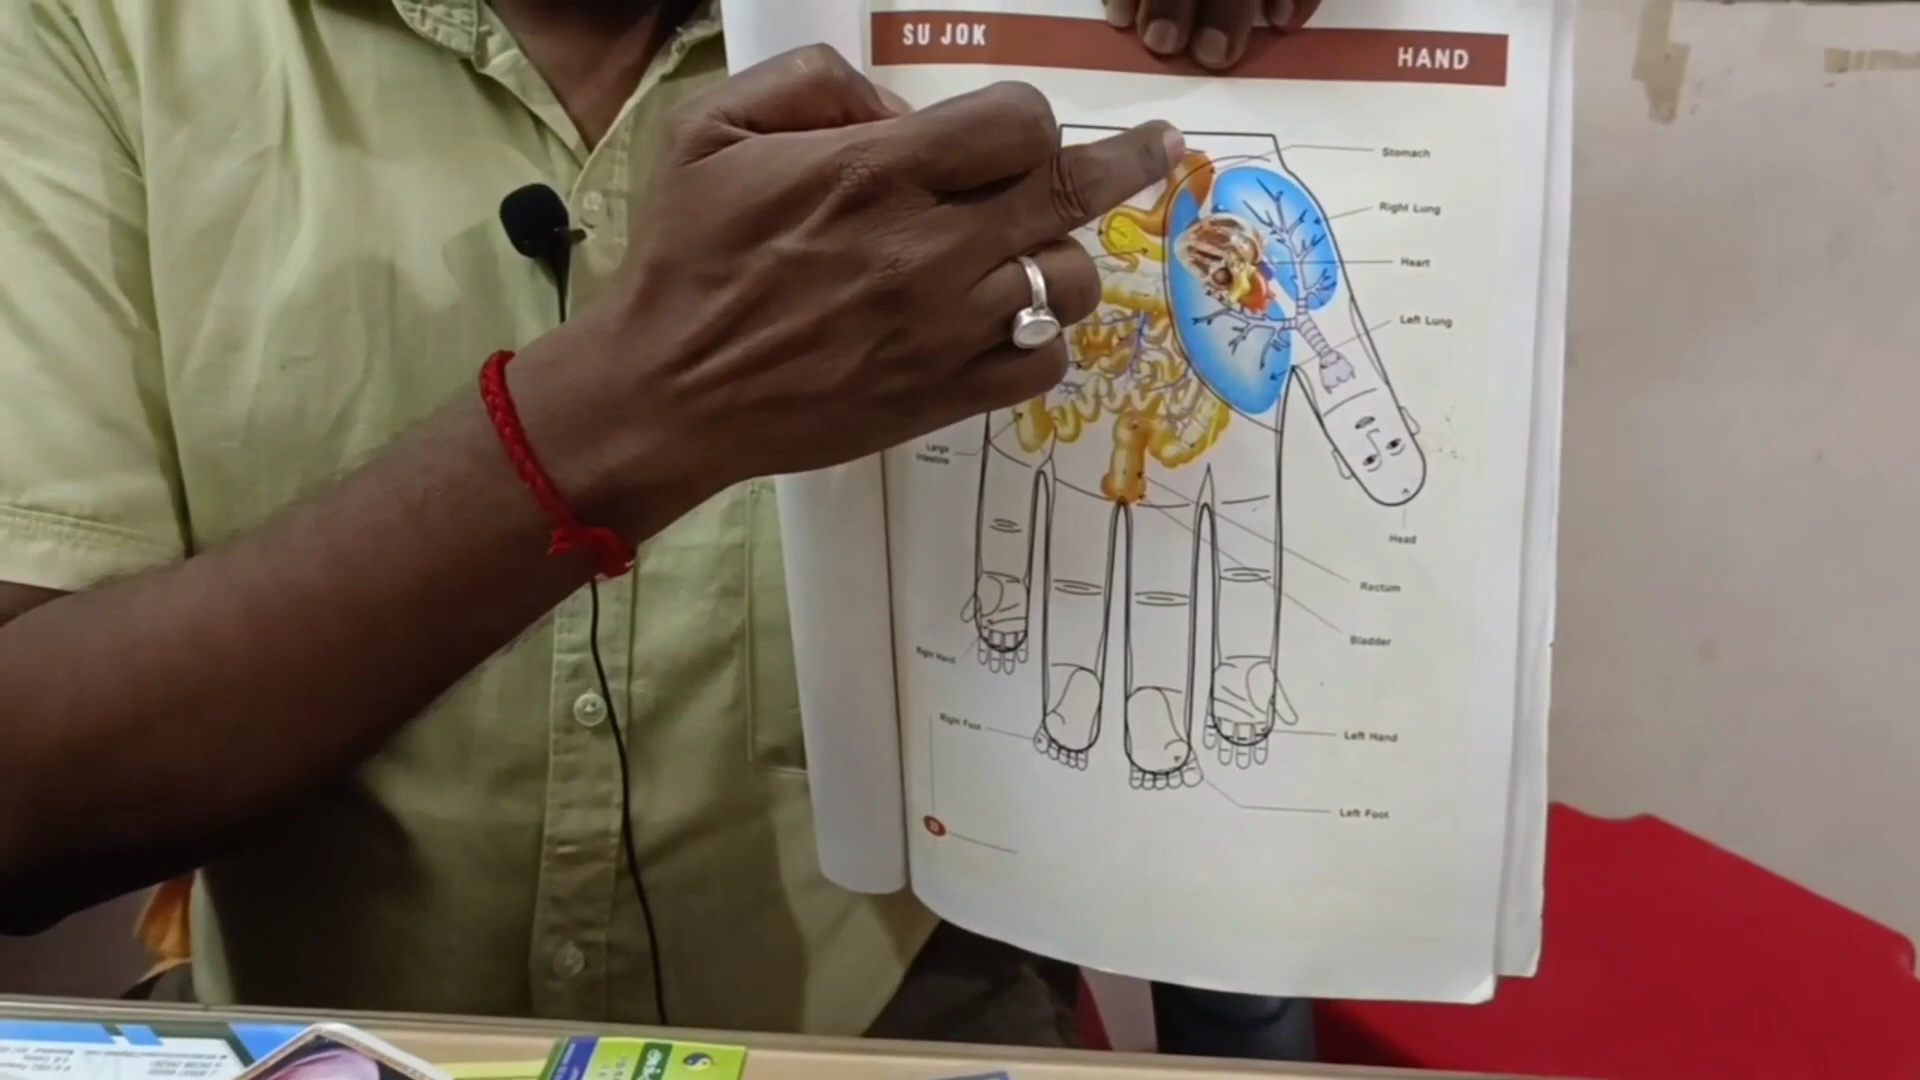 SU JOK
HAND
Stomach
Right Lung
Heart
Left Lung
Large
Intestine
Head
Rectum
Bladder
Right Hand
Right Foot
Left Hand
Left Foot